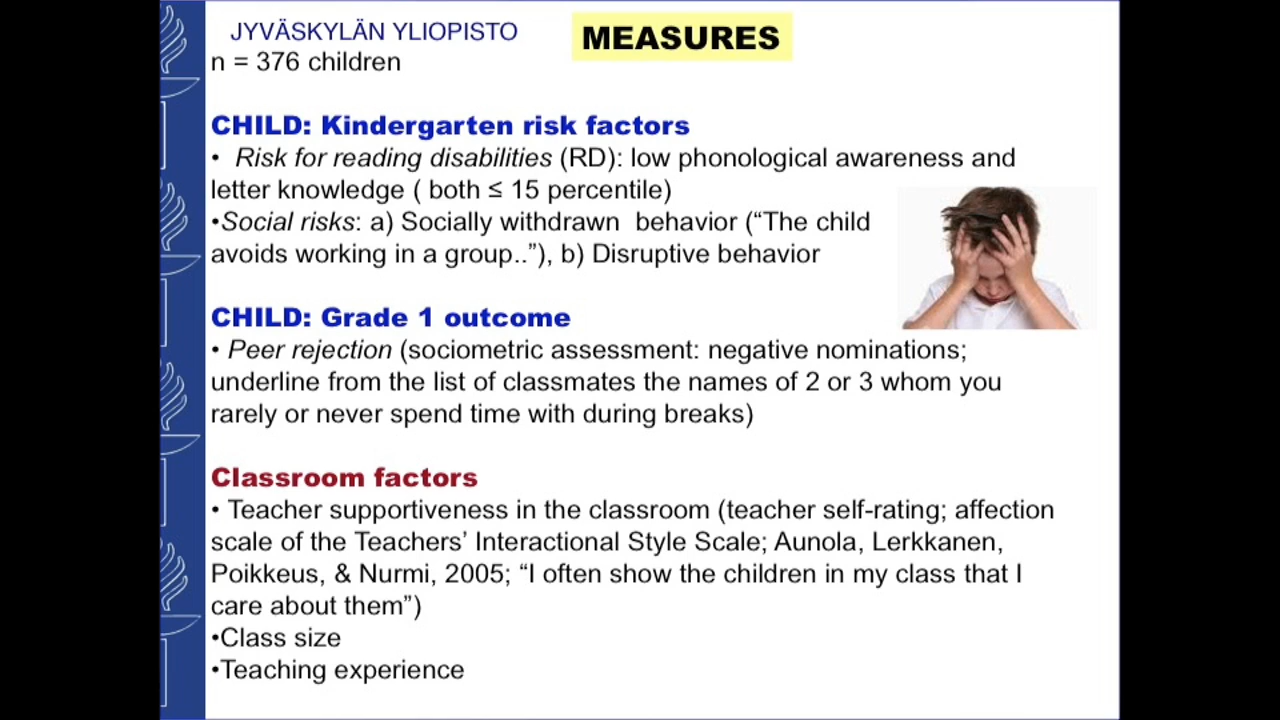 JYVÄSKYLÄN YLIOPISTO
MEASURES
n = 376 children
CHILD: Kindergarten risk factors
• Risk for reading disabilities (RD): low phonological awareness and
letter knowledge ( both ≤ 15 percentile)
•Social risks: a) Socially withdrawn behavior (“The child
avoids working in a group..”), b) Disruptive behavior
CHILD: Grade 1 outcome
• Peer rejection (sociometric assessment: negative nominations;
underline from the list of classmates the names of 2 or 3 whom you
rarely or never spend time with during breaks)
Classroom factors
• Teacher supportiveness in the classroom (teacher self-rating; affection
scale of the Teachers’ Interactional Style Scale; Aunola, Lerkkanen,
Poikkeus, & Nurmi, 2005; “I often show the children in my class that I
care about them”)
•Class size
•Teaching experience